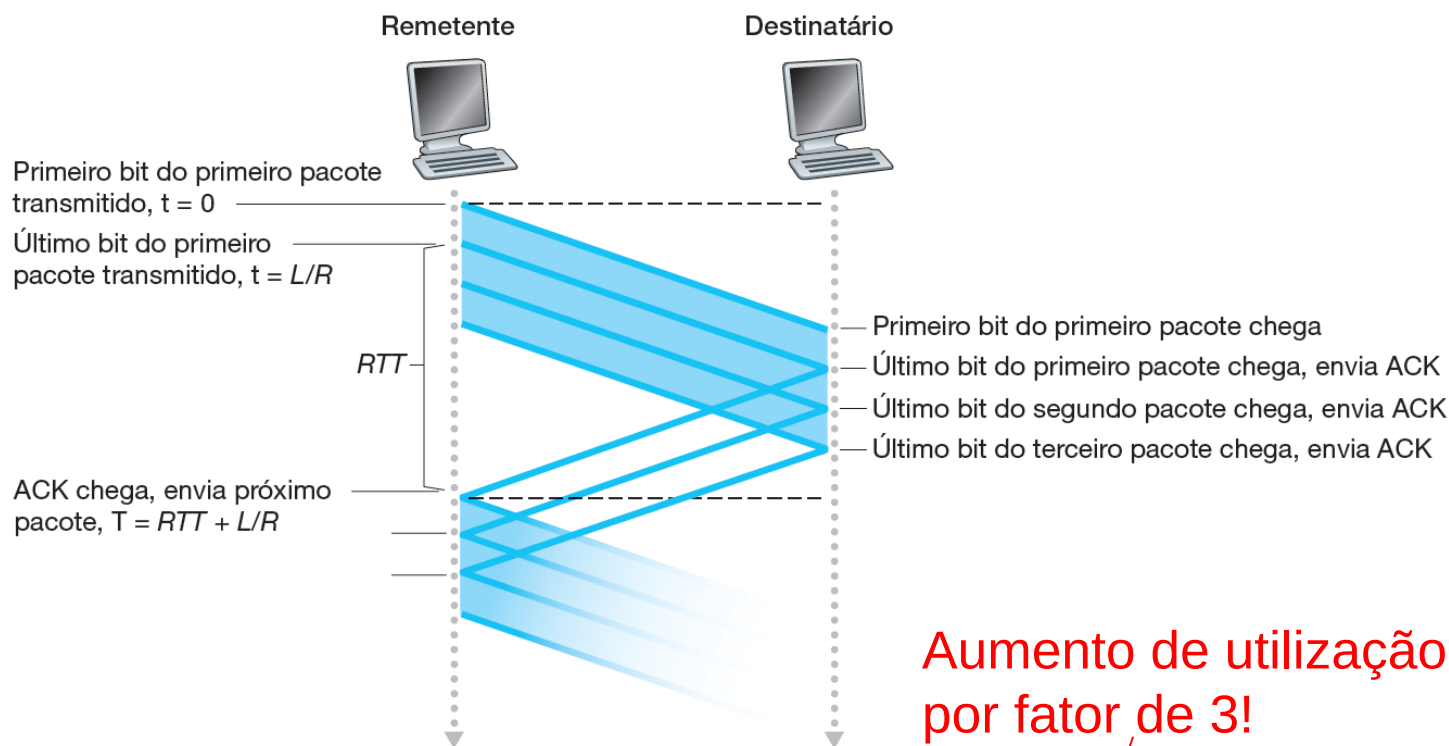 Remetente
Destinatário
Primeiro bit do primeiro pacote
transmitido, t = 0
Último bit do primeiro
pacote transmitido, t = L/R
RTT
ACK chega, envia próximo
pacote, T = RTT + L/R
Primeiro bit do primeiro pacote chega
Último bit do primeiro pacote chega, envia ACK
Último bit do segundo pacote chega, envia ACK
Último bit do terceiro pacote chega, envia ACK
Aumento de utilização
por fator de 3!